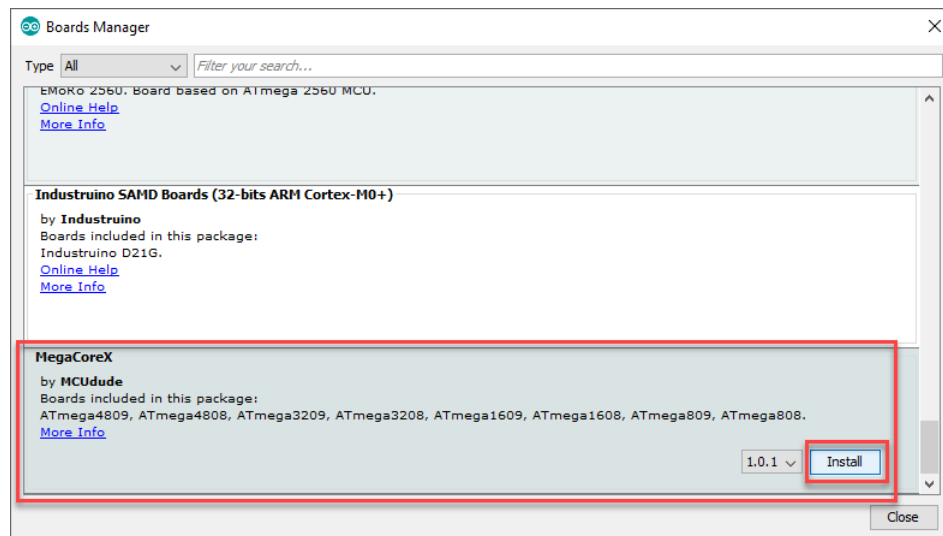 Boards Manager
Type All Filter your search...
EMoRo 2560. Board based on ATmega 2560 MCU.
Online Help
More Info
Industruino SAMD Boards (32-bits ARM Cortex-M0+)
by Industruino
Boards included in this package:
Industruino D21G.
Online Help
More Info
MegaCoreX
by MCUdude
Boards included in this package:
ATmega4809, ATmega4808, ATmega3209, ATmega3208, ATmega1609, ATmega1608, ATmega809, ATmega808.
More Info
1.0.1 Install
Close